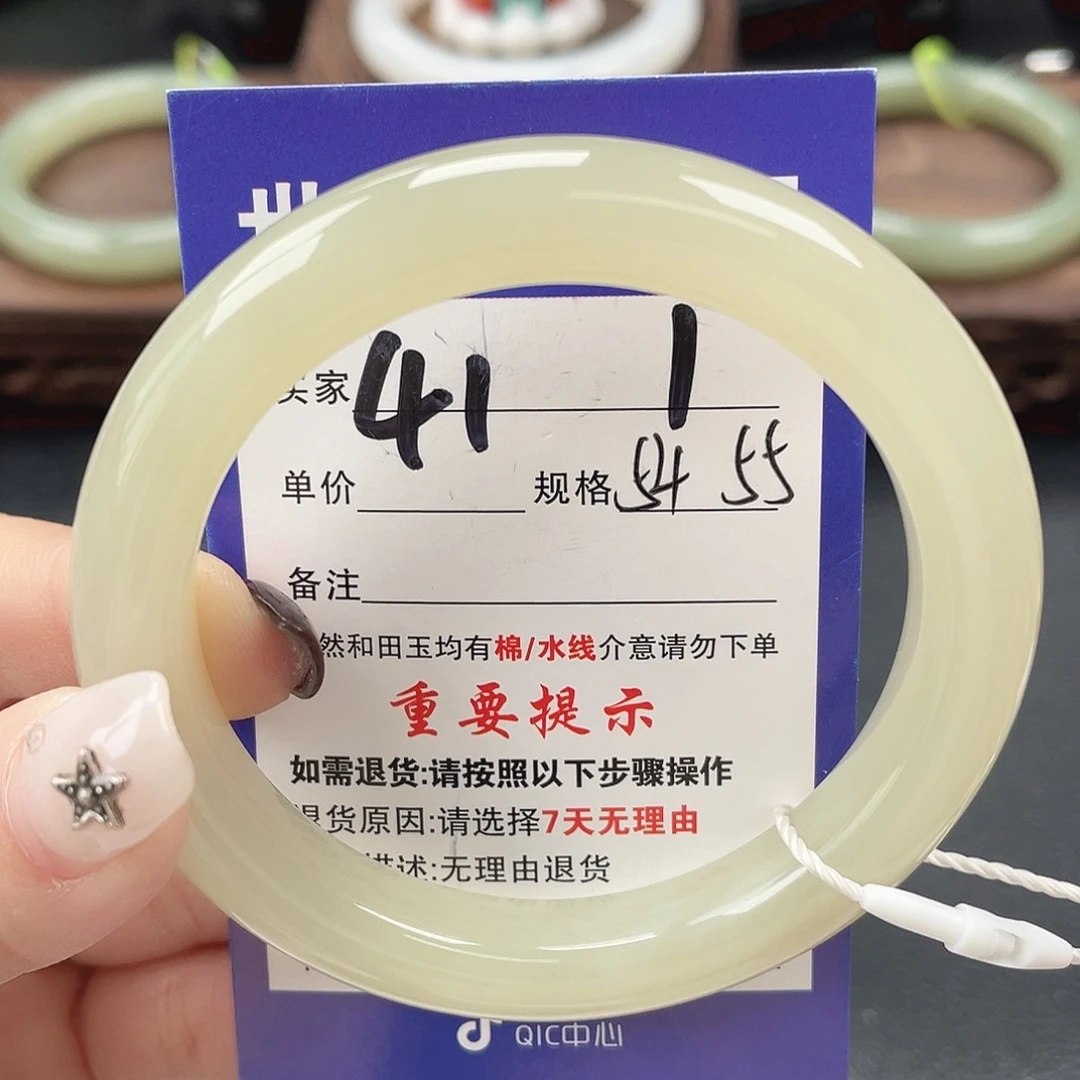 世
买家 41 1
单价 规格 54 55
备注
然和田玉均有棉/水线介意请勿下单
重要提示
如需退货:请按照以下步骤操作
退货原因:请选择7天无理由
描述:无理由退货
QIC中心